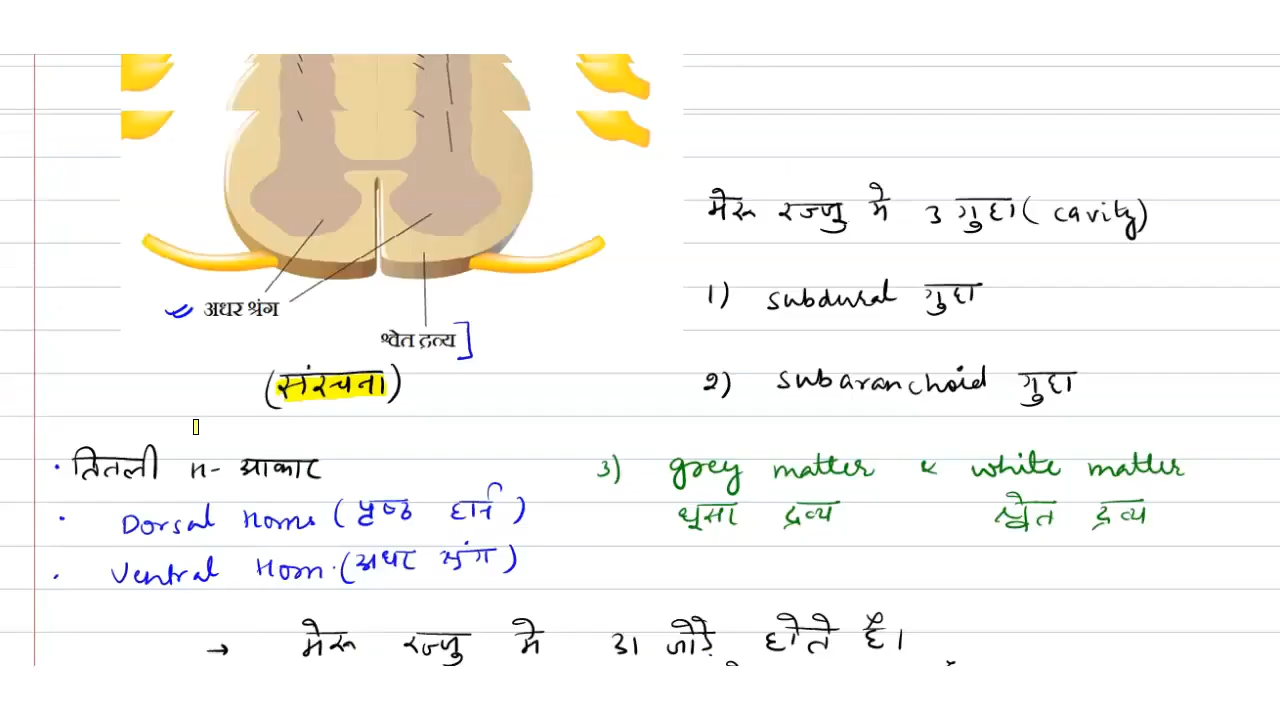 मेरू रज्जु मे 3 गुहा ( cavity)
1) subdural गुहा
अधर श्रंग
श्वेत द्रव्य ]
(संरचना)
2) subaranchoid गुहा
• तितली n- आकार
3) grey matter & white matter
धूसर द्रव्य श्वेत द्रव्य
• Dorsal Horns (पृष्ठ हार्न)
• Ventral Horn. (अधर श्रृंग)
→ मेरू रज्जु मे 31 जोड़े होते है।